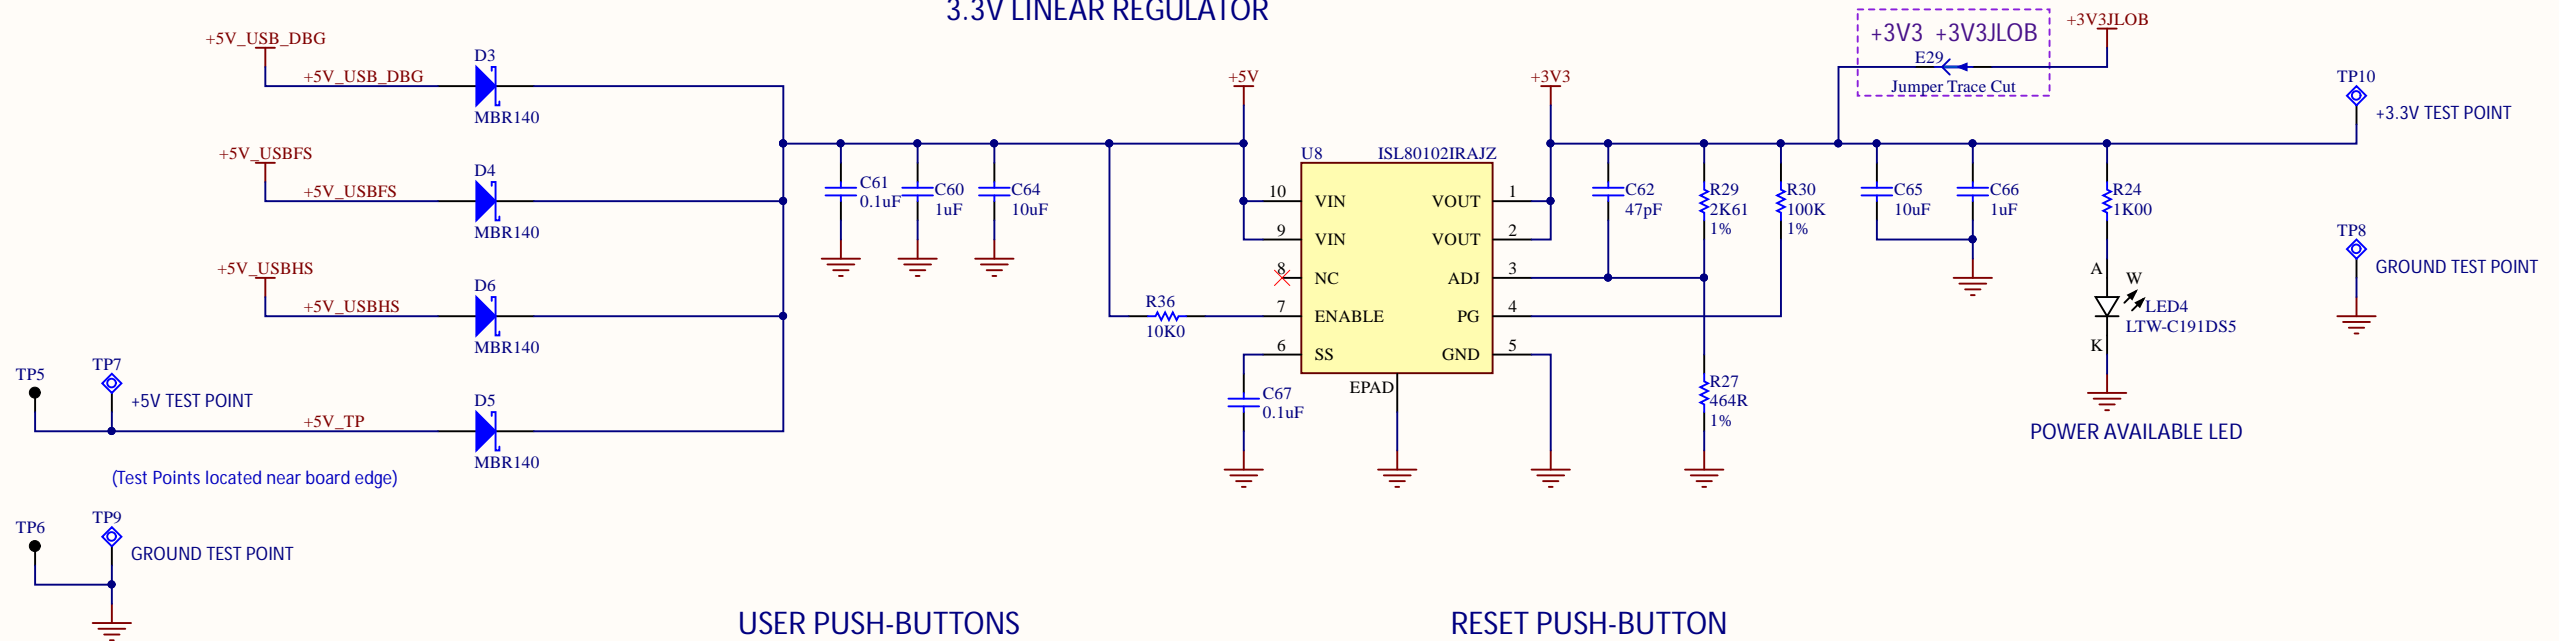 3.3V LINEAR REGULATOR
+5V_USB_DBG
+5V_USB_DBG
D3
MBR140
+5V_USBFS
+5V_USBFS
D4
MBR140
+5V_USBHS
+5V_USBHS
D6
MBR140
TP5
TP7
+5V TEST POINT
+5V_TP
D5
MBR140
(Test Points located near board edge)
TP6
TP9
GROUND TEST POINT
C61
0.1uF
C60
1uF
C64
10uF
+5V
R36
10K0
C67
0.1uF
U8
ISL80102IRAJZ
10
VIN
9
VIN
8
NC
7
ENABLE
6
SS
VOUT
1
VOUT
2
ADJ
3
PG
4
GND
5
EPAD
+3V3
C62
47pF
R29
2K61
1%
R30
100K
1%
R27
464R
1%
+3V3 +3V3JLOB
E29
Jumper Trace Cut
+3V3JLOB
C65
10uF
C66
1uF
R24
1K00
A
W
LED4
LTW-C191DS5
K
POWER AVAILABLE LED
TP10
+3.3V TEST POINT
TP8
GROUND TEST POINT
USER PUSH-BUTTONS
RESET PUSH-BUTTON